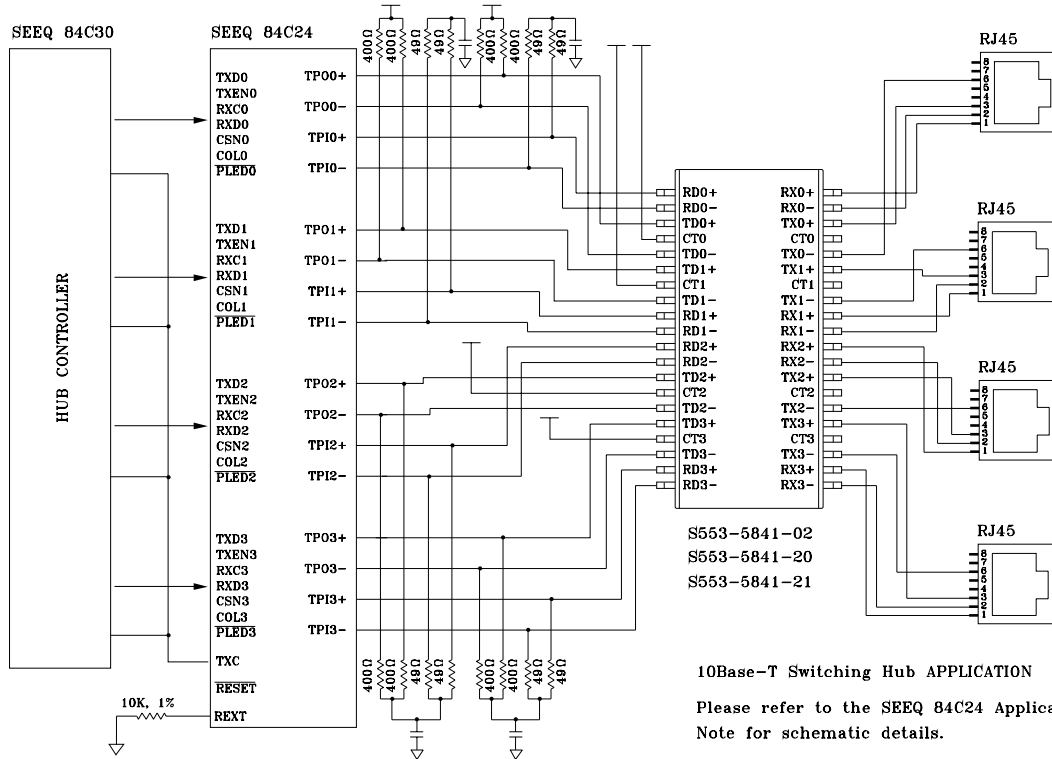 SEEQ 84C30
HUB CONTROLLER
SEEQ 84C24
TXD0
TXEN0
RXC0
RXD0
CSN0
COL0
PLED0
TXD1
TXEN1
RXC1
RXD1
CSN1
COL1
PLED1
TXD2
TXEN2
RXC2
RXD2
CSN2
COL2
PLED2
TXD3
TXEN3
RXC3
RXD3
CSN3
COL3
PLED3
TXC
RESET
REXT
10K, 1%
TPO0+
TPO0-
TPI0+
TPI0-
TPO1+
TPO1-
TPI1+
TPI1-
TPO2+
TPO2-
TPI2+
TPI2-
TPO3+
TPO3-
TPI3+
TPI3-
400Ω
400Ω
49Ω
49Ω
400Ω
400Ω
49Ω
49Ω
400Ω
400Ω
49Ω
49Ω
400Ω
400Ω
49Ω
49Ω
RD0+
RD0-
TD0+
CT0
TD0-
TD1+
CT1
TD1-
RD1+
RD1-
RD2+
RD2-
TD2+
CT2
TD2-
TD3+
CT3
TD3-
RD3+
RD3-
RX0+
RX0-
TX0+
CT0
TX0-
TX1+
CT1
TX1-
RX1+
RX1-
RX2+
RX2-
TX2+
CT2
TX2-
TX3+
CT3
TX3-
RX3+
RX3-
S553-5841-02
S553-5841-20
S553-5841-21
RJ45
8
7
6
5
4
3
2
1
RJ45
8
7
6
5
4
3
2
1
RJ45
8
7
6
5
4
3
2
1
RJ45
8
7
6
5
4
3
2
1
10Base-T Switching Hub APPLICATION
Please refer to the SEEQ 84C24 Applica
Note for schematic details.